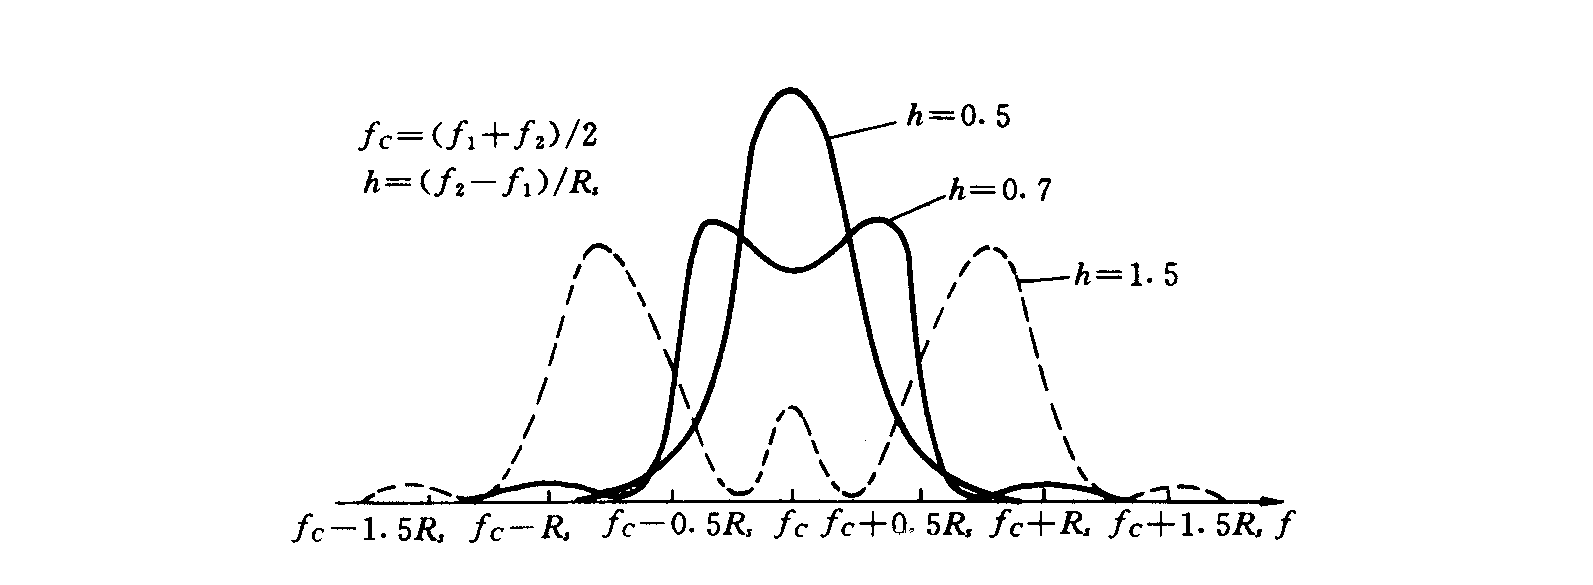 f_C=(f_1+f_2)/2
h=(f_2-f_1)/R_s
h=0.5
h=0.7
h=1.5
f_C-1.5R_s f_C-R_s f_C-0.5R_s f_C f_C+0.5R_s f_C+R_s f_C+1.5R_s f